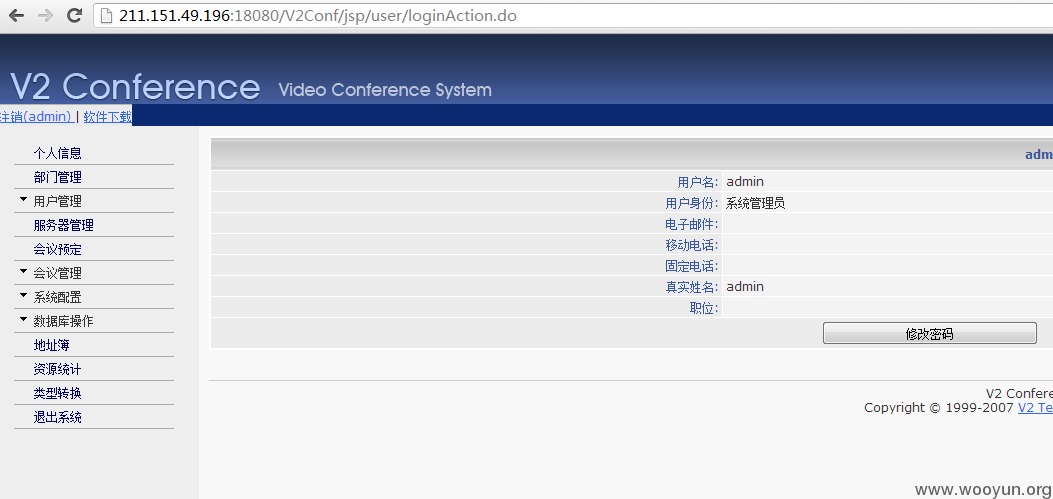 211.151.49.196:18080/V2Conf/jsp/user/loginAction.do
V2 Conference Video Conference System
注销(admin) | 软件下载
个人信息
部门管理
用户管理
服务器管理
会议预定
会议管理
系统配置
数据库操作
地址簿
资源统计
类型转换
退出系统
adm
用户名: admin
用户身份: 系统管理员
电子邮件:
移动电话:
固定电话:
真实姓名: admin
职位:
修改密码
V2 Confere
Copyright © 1999-2007 V2 Te
www.wooyun.org